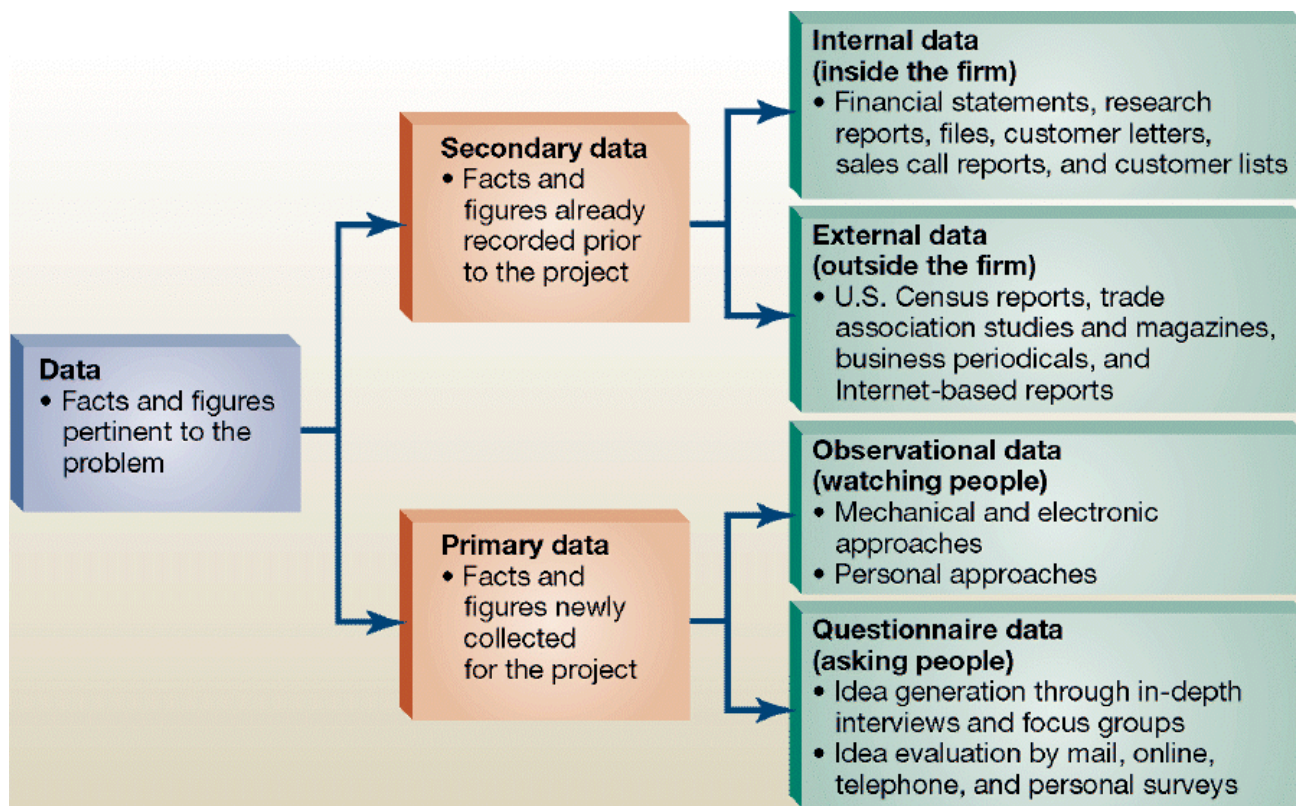 Data
• Facts and figures
pertinent to the
problem
Secondary data
• Facts and
figures already
recorded prior
to the project
Primary data
• Facts and
figures newly
collected
for the project
Internal data
(inside the firm)
• Financial statements, research
reports, files, customer letters,
sales call reports, and customer lists
External data
(outside the firm)
• U.S. Census reports, trade
association studies and magazines,
business periodicals, and
Internet-based reports
Observational data
(watching people)
• Mechanical and electronic
approaches
• Personal approaches
Questionnaire data
(asking people)
• Idea generation through in-depth
interviews and focus groups
• Idea evaluation by mail, online,
telephone, and personal surveys